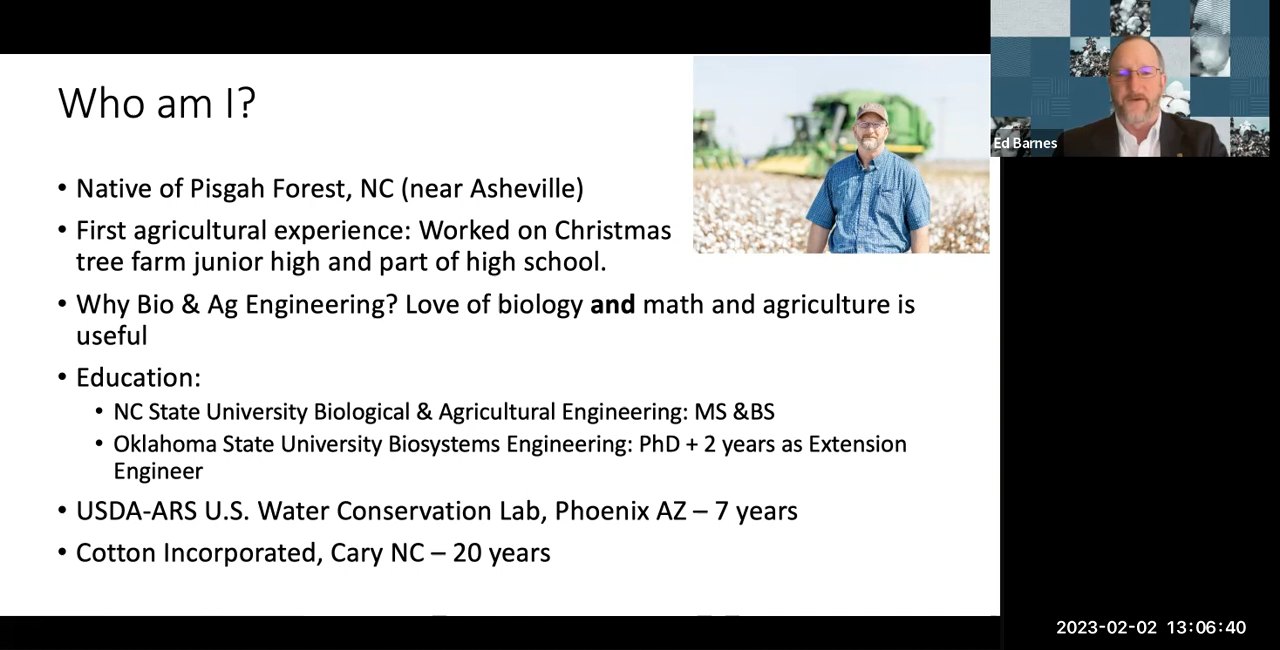 Who am I?
Ed Barnes
• Native of Pisgah Forest, NC (near Asheville)
• First agricultural experience: Worked on Christmas
tree farm junior high and part of high school.
• Why Bio & Ag Engineering? Love of biology and math and agriculture is
useful
• Education:
• NC State University Biological & Agricultural Engineering: MS &BS
• Oklahoma State University Biosystems Engineering: PhD + 2 years as Extension
Engineer
• USDA-ARS U.S. Water Conservation Lab, Phoenix AZ – 7 years
• Cotton Incorporated, Cary NC – 20 years
2023-02-02 13:06:40